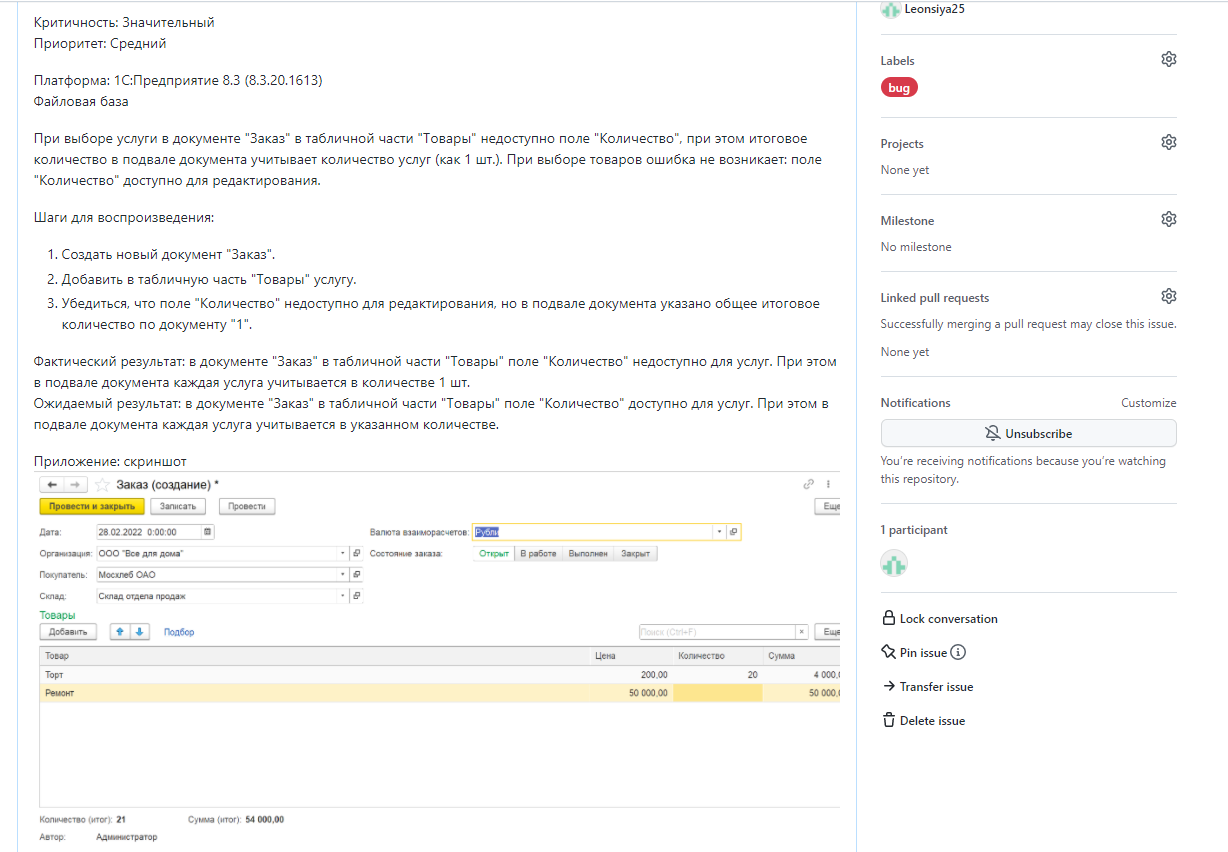 Критичность: Значительный
Приоритет: Средний
Платформа: 1С:Предприятие 8.3 (8.3.20.1613)
Файловая база
При выборе услуги в документе "Заказ" в табличной части "Товары" недоступно поле "Количество", при этом итоговое
количество в подвале документа учитывает количество услуг (как 1 шт.). При выборе товаров ошибка не возникает: поле
"Количество" доступно для редактирования.
Шаги для воспроизведения:
1. Создать новый документ "Заказ".
2. Добавить в табличную часть "Товары" услугу.
3. Убедиться, что поле "Количество" недоступно для редактирования, но в подвале документа указано общее итоговое
количество по документу "1".
Фактический результат: в документе "Заказ" в табличной части "Товары" поле "Количество" недоступно для услуг. При этом
в подвале документа каждая услуга учитывается в количестве 1 шт.
Ожидаемый результат: в документе "Заказ" в табличной части "Товары" поле "Количество" доступно для услуг. При этом в
подвале документа каждая услуга учитывается в указанном количестве.
Приложение: скриншот
Заказ (создание) *
Провести и закрыть Записать Провести Еще
Дата: 28.02.2022 0:00:00 Валюта взаиморасчетов: Рубли
Организация: ООО "Все для дома" Состояние заказа: Открыт В работе Выполнен Закрыт
Покупатель: Мосхлеб ОАО
Склад: Склад отдела продаж
Товары
Добавить Подбор Поиск (Ctrl+F) × Еще
Товар Цена Количество Сумма
Торт 200,00 20 4 000,
Ремонт 50 000,00 50 000,
Количество (итог): 21 Сумма (итог): 54 000,00
Автор: Администратор
Leonsiya25
Labels
bug
Projects
None yet
Milestone
No milestone
Linked pull requests
Successfully merging a pull request may close this issue.
None yet
Notifications Customize
Unsubscribe
You're receiving notifications because you're watching
this repository.
1 participant
Lock conversation
Pin issue
Transfer issue
Delete issue